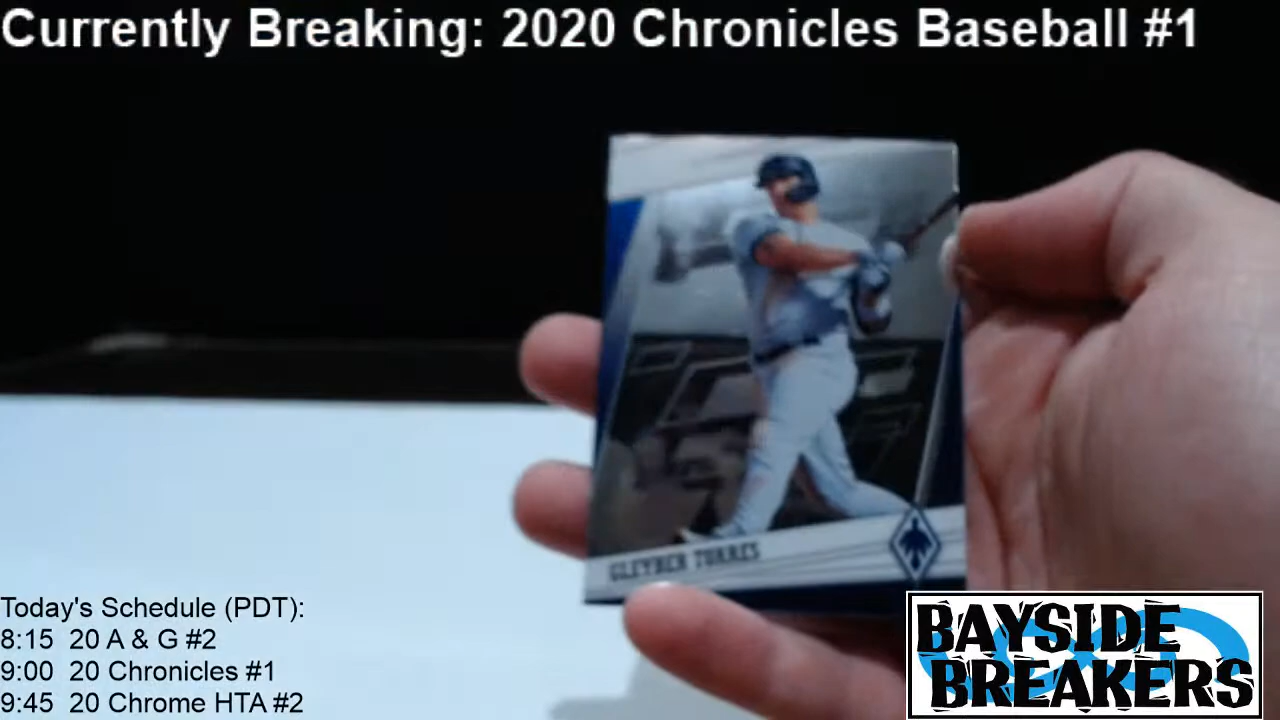 Currently Breaking: 2020 Chronicles Baseball #1
GLEYBER TORRES
Today's Schedule (PDT):
8:15 20 A & G #2
9:00 20 Chronicles #1
9:45 20 Chrome HTA #2
BAYSIDE
BREAKERS